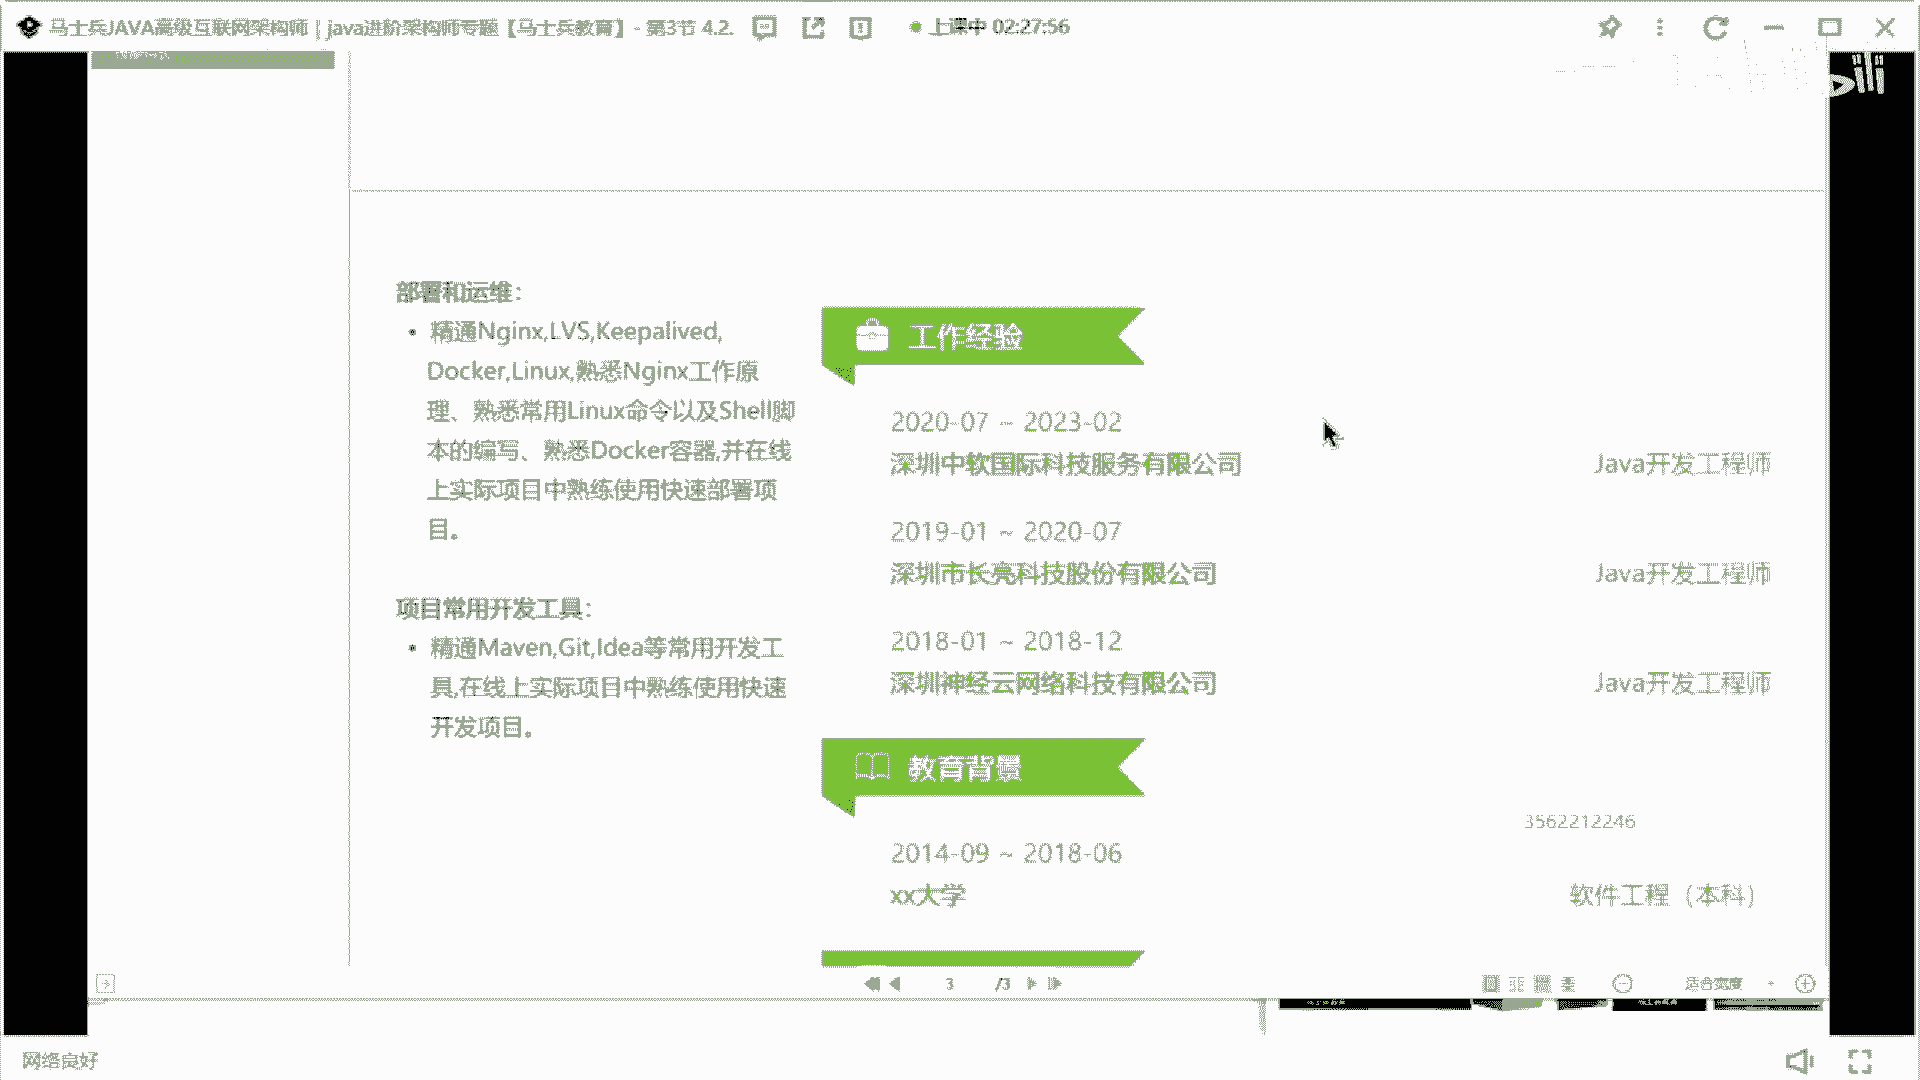 马士兵JAVA高级互联网架构师 | java进阶架构师专题【马士兵教育】- 第3节 4.2.
上课中 02:27:56
部署和运维：
精通Nginx,LVS,Keepalived,
Docker,Linux,熟悉Nginx工作原
理、熟悉常用Linux命令以及Shell脚
本的编写、熟悉Docker容器,并在线
上实际项目中熟练使用快速部署项
目。
项目常用开发工具：
精通Maven,Git,Idea等常用开发工
具,在线上实际项目中熟练使用快速
开发项目。
工作经验
2020-07 ~ 2023-02
深圳中软国际科技服务有限公司
Java开发工程师
2019-01 ~ 2020-07
深圳市长亮科技股份有限公司
Java开发工程师
2018-01 ~ 2018-12
深圳神经云网络科技有限公司
Java开发工程师
教育背景
3562212246
2014-09 ~ 2018-06
xx大学
软件工程（本科）
3 /3
适合宽度
网络良好